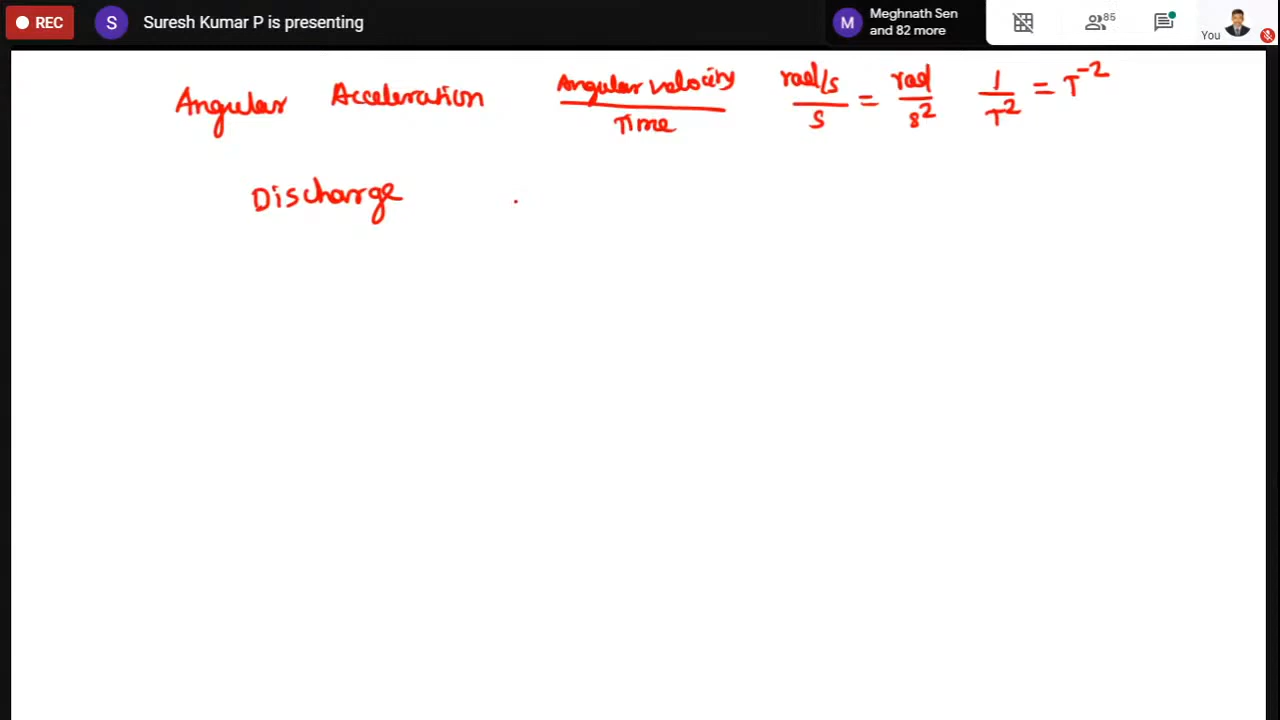 REC S Suresh Kumar P is presenting M Meghnath Sen and 82 more 85 You
Angular Acceleration Angular velocity / Time rad/s / s = rad / s² 1 / T² = T⁻²
Discharge